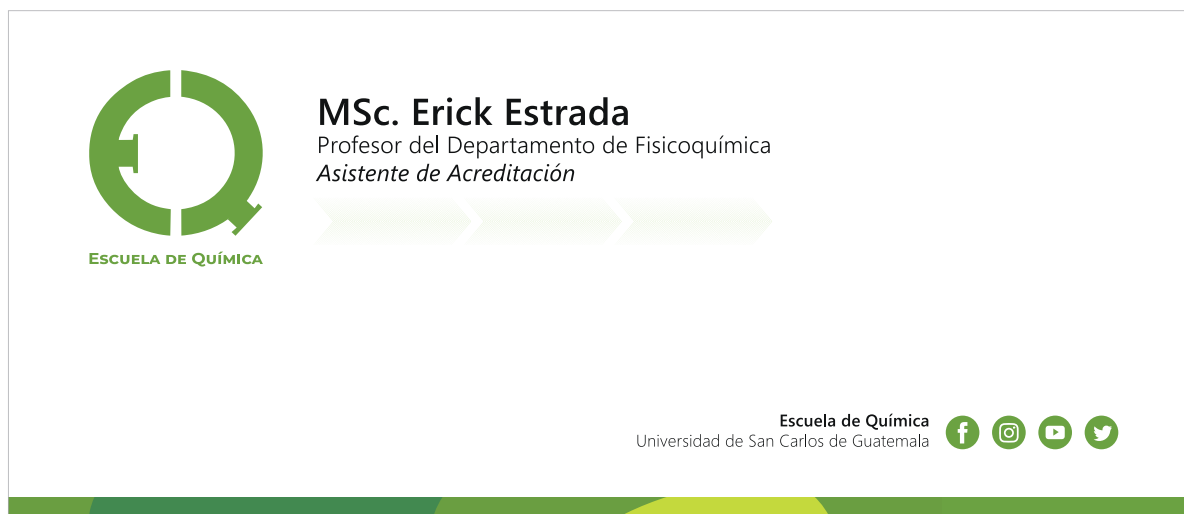 EQ
ESCUELA DE QUÍMICA
MSc. Erick Estrada
Profesor del Departamento de Fisicoquímica
Asistente de Acreditación
Escuela de Química
Universidad de San Carlos de Guatemala